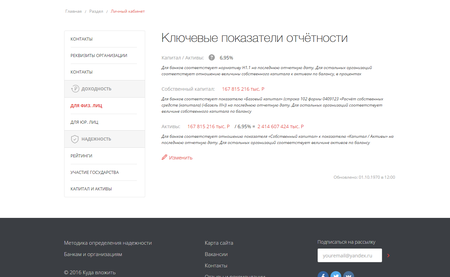 Главная > Раздел > Личный кабинет
Ключевые показатели отчётности
КОНТАКТЫ
РЕКВИЗИТЫ ОРГАНИЗАЦИИ
КОНТАКТЫ
ДОХОДНОСТЬ
ДЛЯ ФИЗ. ЛИЦ
ДЛЯ ЮР. ЛИЦ
НАДЕЖНОСТЬ
РЕЙТИНГИ
УЧАСТИЕ ГОСУДАРСТВА
КАПИТАЛ И АКТИВЫ
Капитал / Активы: ? 6,95%
Для банков соответствует нормативу Н1.1 на последнюю отчетную дату. Для остальных организаций
соответствует отношению величины собственного капитала к активам по балансу, в процентах
Собственный капитал: 167 815 216 тыс. Р
Для банков соответствует показателю «Базовый капитал» (строка 102 формы 0409123 «Расчет собственных
средств (капитала) («Базель III»)» на последнюю отчетную дату. Для остальных организаций соответствует
величине собственного капитала по балансу
Активы: 167 815 216 тыс. Р / 6,95% = 2 414 607 424 тыс. Р
Для банков соответствует отношению показателя «Собственный капитал» к показателю «Капитал / Активы» на
последнюю отчетную дату. Для остальных организаций соответствует величине активов по балансу
ИЗМЕНИТЬ
Обновлено: 01.10.1970 в 12:00
Методика определения надежности
Банкам и организациям
© 2016 Куда вложить
Карта сайта
Вакансии
Контакты
Подписаться на рассылку
youremail@yandex.ru